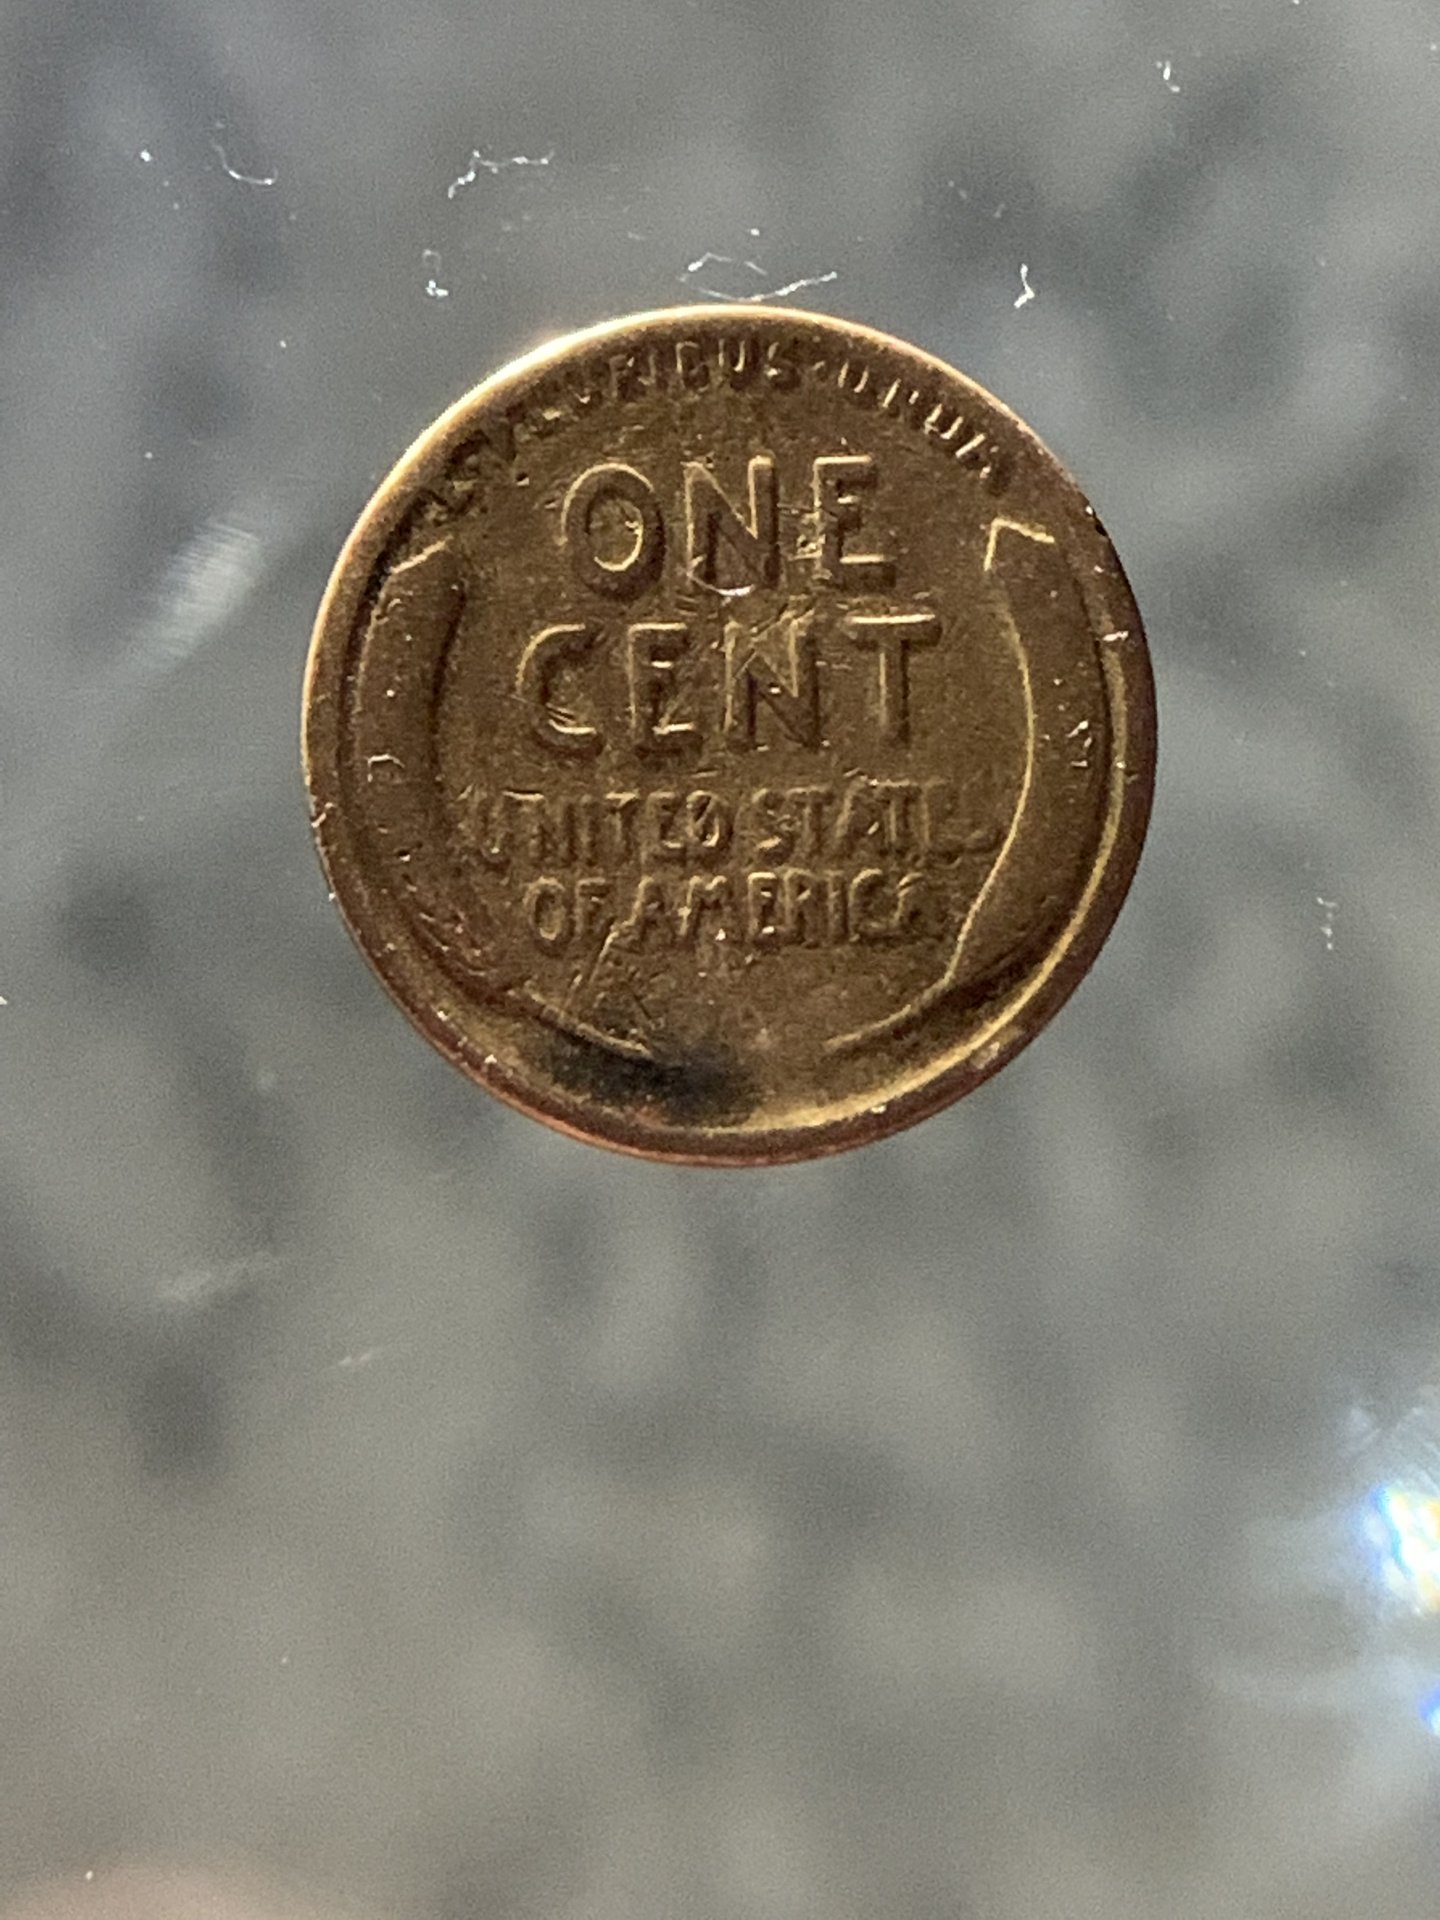 ONE
CENT
UNITED STATES
OF AMERICA